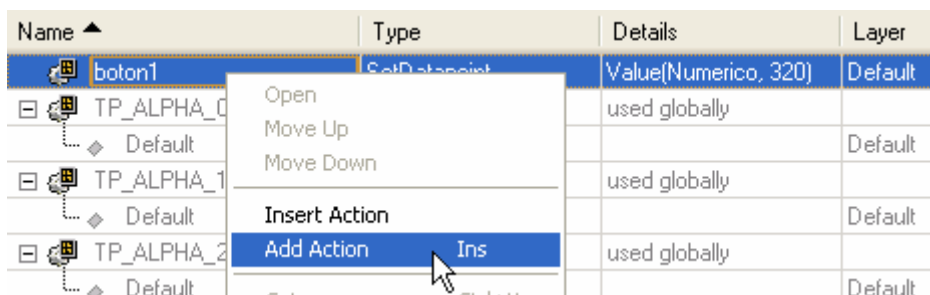 Name Type Details Layer
boton1 SetDatapoint Value(Numerico, 320) Default
TP_ALPHA_0 used globally
Open
Default Default
Move Up
Move Down
TP_ALPHA_1 used globally
Default Default
Insert Action
Add Action Ins
TP_ALPHA_2 used globally
Default Default